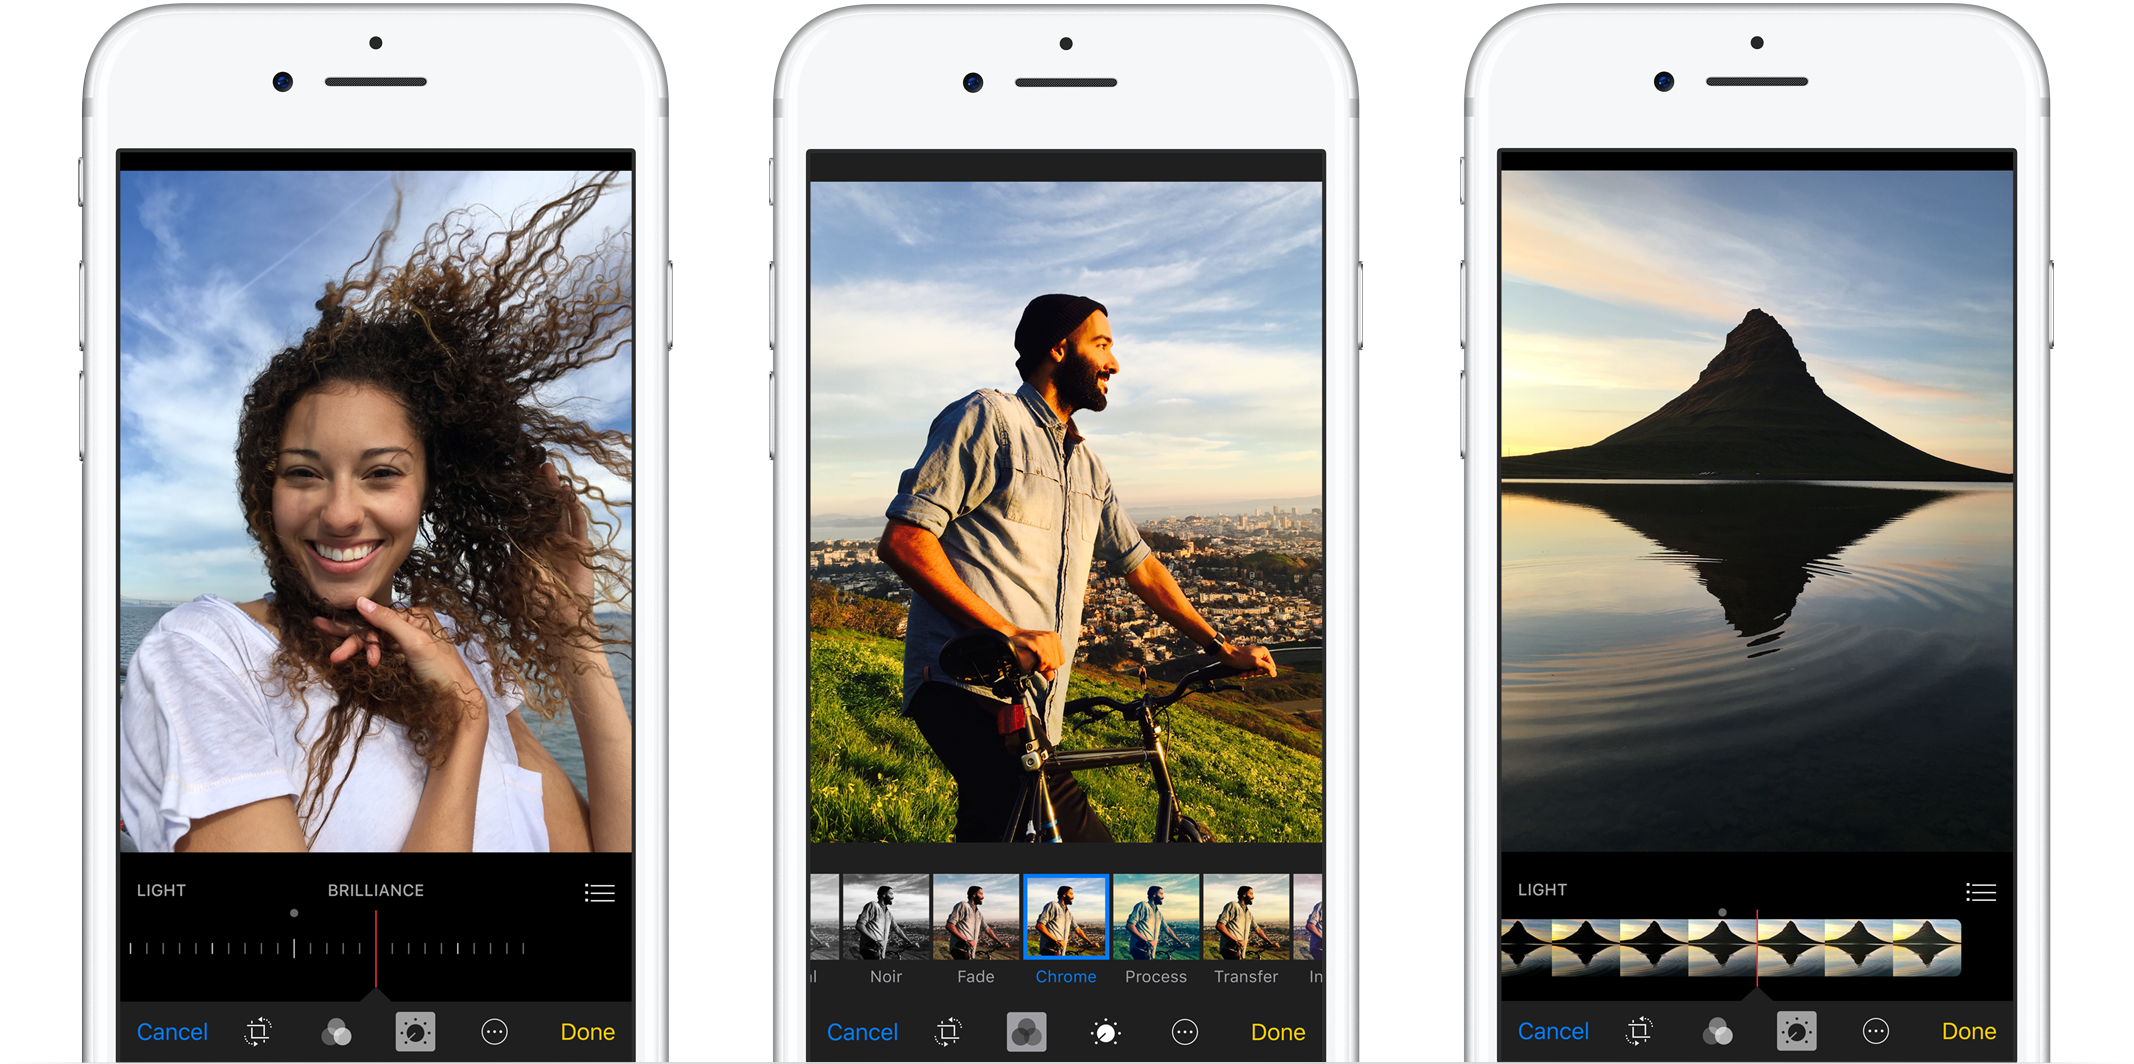 LIGHT BRILLIANCE
Cancel Done
Noir Fade Chrome Process Transfer In
Cancel Done
LIGHT
Cancel Done